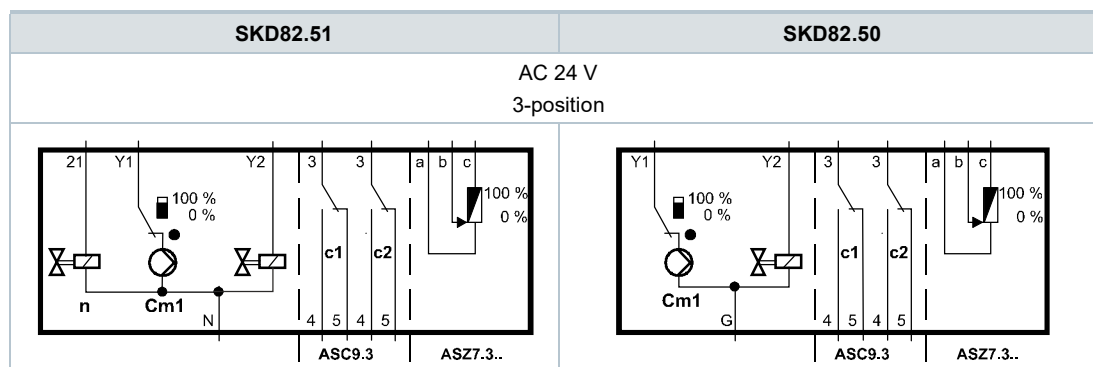 SKD82.51 SKD82.50
AC 24 V
3-position
21 Y1 Y2 3 3 a b c Y1 Y2 3 3 a b c
100 % 100 % 100 % 100 %
0 % 0 % 0 % 0 %
c1 c2 c1 c2
n Cm1 Cm1
N 4 5 4 5 G 4 5 4 5
ASC9.3 ASZ7.3.. ASC9.3 ASZ7.3..